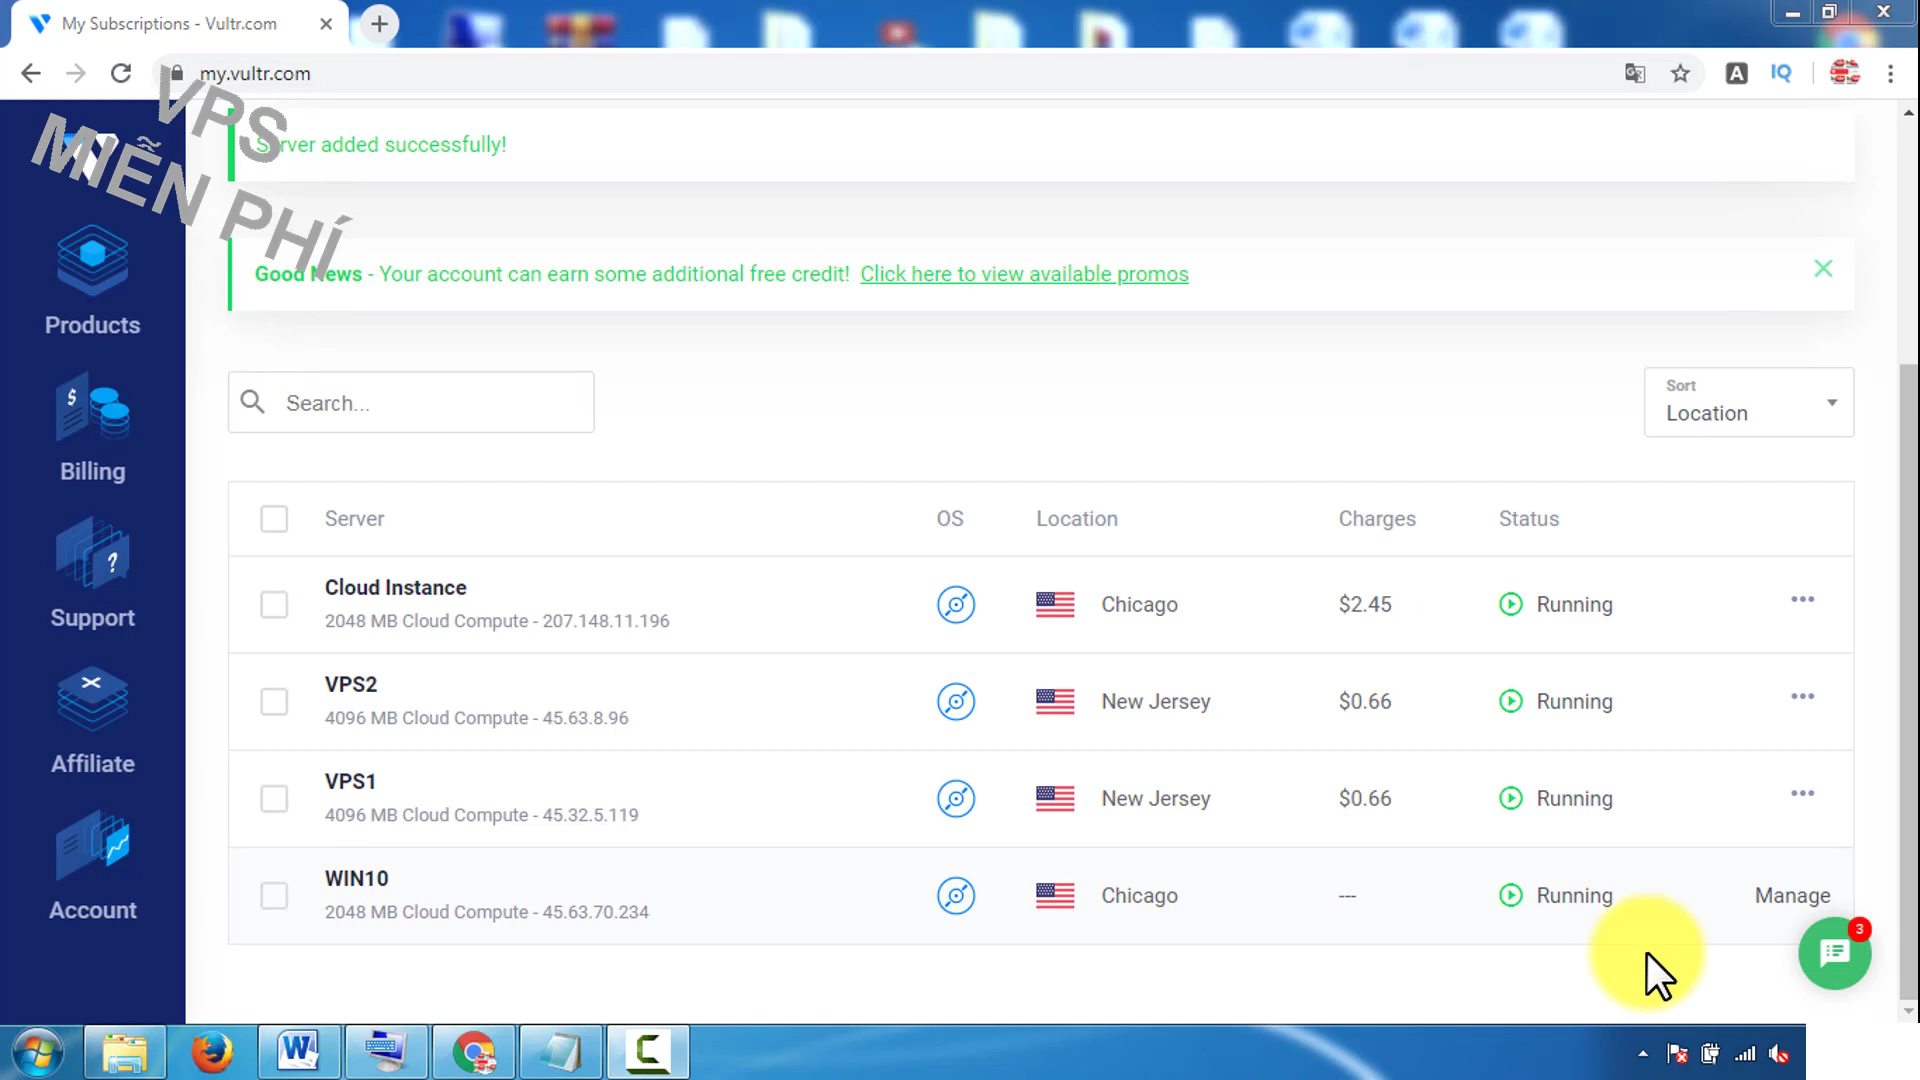 My Subscriptions - Vultr.com
my.vultr.com
A
IQ
VPS
MIỄN PHÍ
Server added successfully!
Good News - Your account can earn some additional free credit! Click here to view available promos
Products
Billing
Support
Affiliate
Account
Search...
Sort
Location
Server OS Location Charges Status
Cloud Instance
2048 MB Cloud Compute - 207.148.11.196
Chicago $2.45 Running
VPS2
4096 MB Cloud Compute - 45.63.8.96
New Jersey $0.66 Running
VPS1
4096 MB Cloud Compute - 45.32.5.119
New Jersey $0.66 Running
WIN10
2048 MB Cloud Compute - 45.63.70.234
Chicago --- Running Manage
3